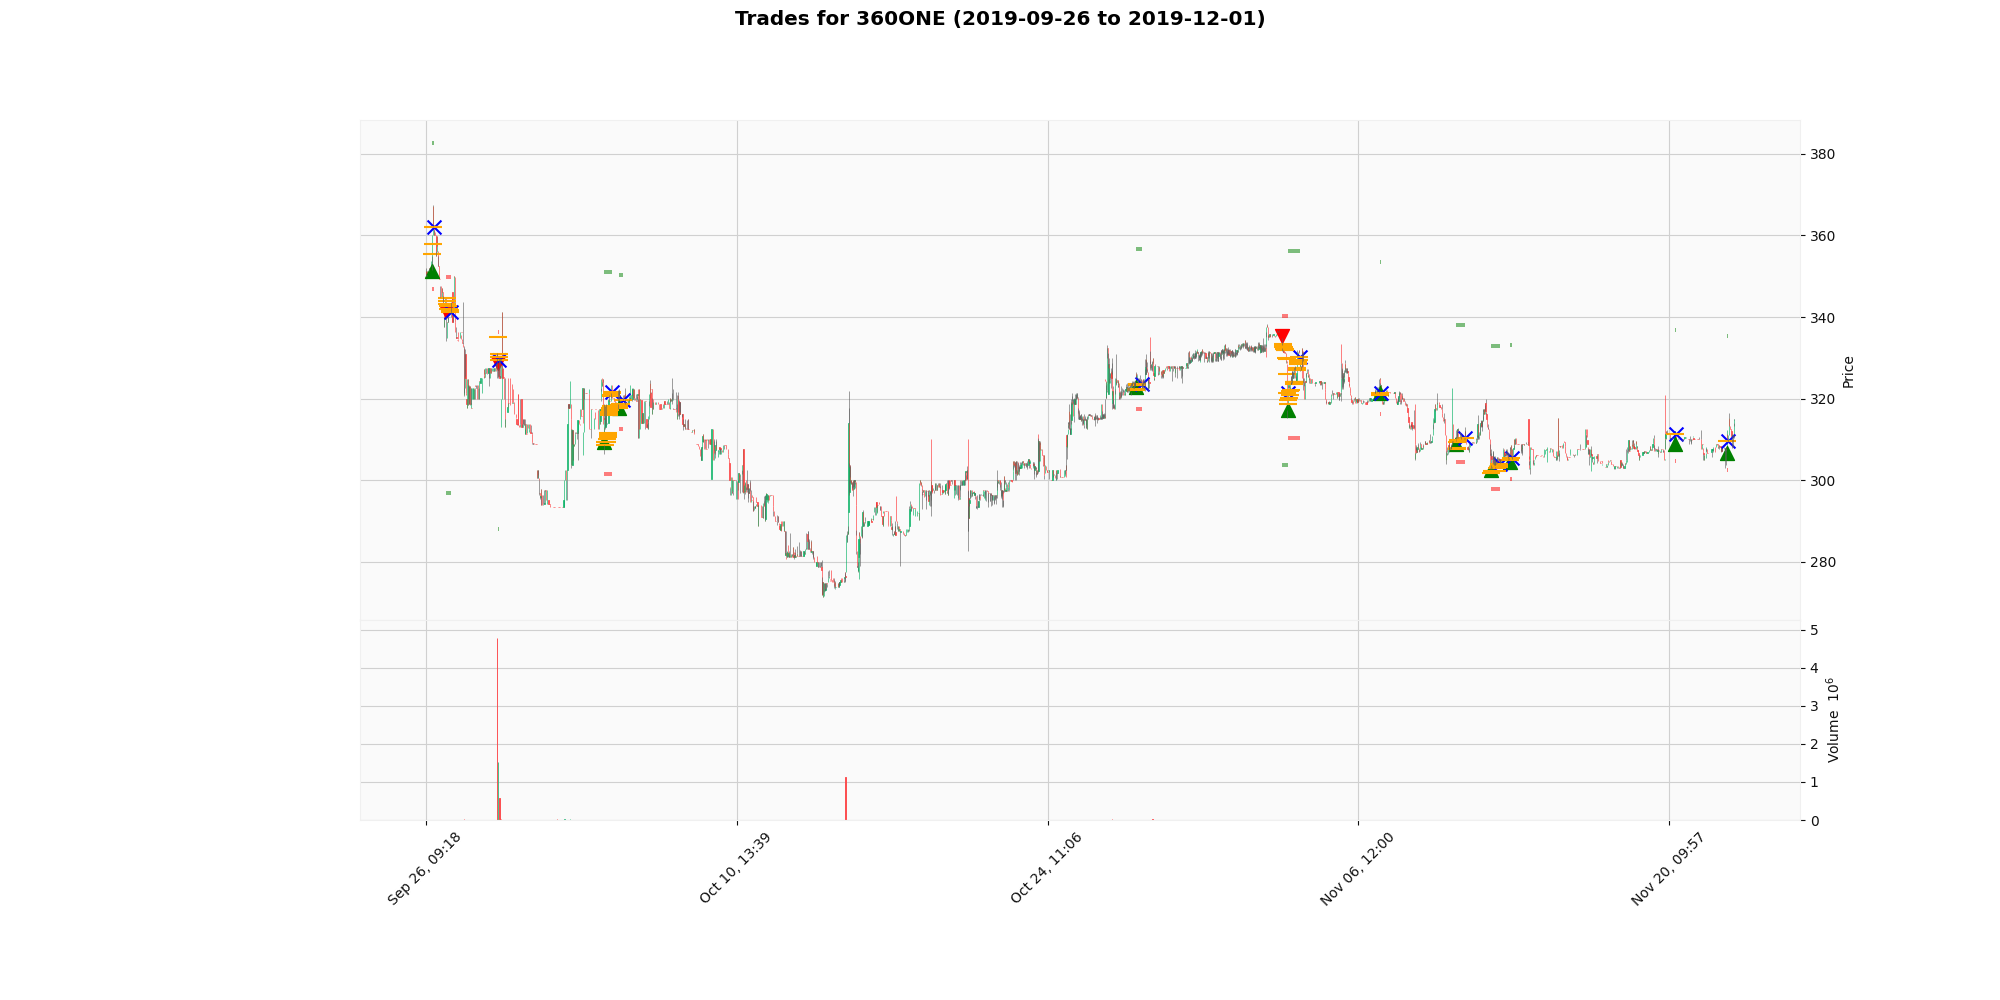 Trades for 360ONE (2019-09-26 to 2019-12-01)
380
360
340
320
300
280
Price
5
4
3
2
1
0
Volume 10⁶
Sep 26, 09:18
Oct 10, 13:39
Oct 24, 11:06
Nov 06, 12:00
Nov 20, 09:57